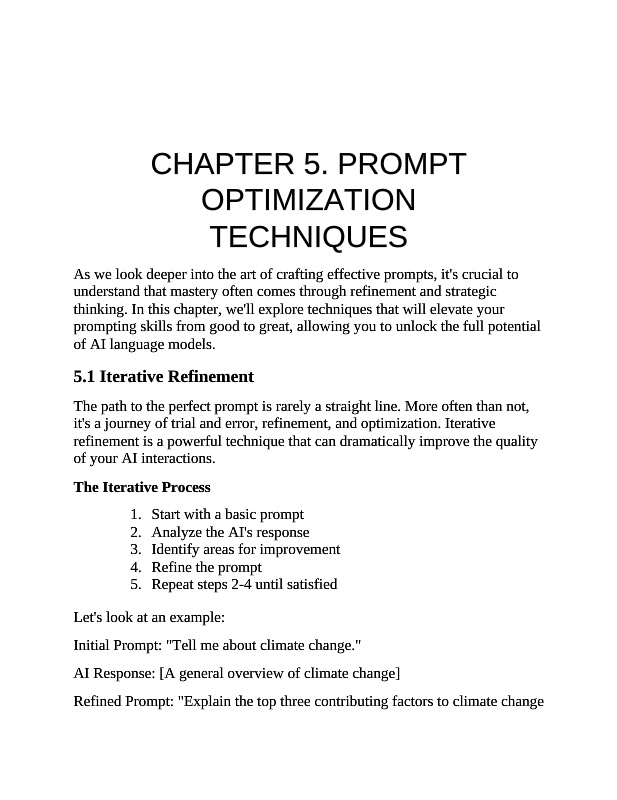 CHAPTER 5. PROMPT
OPTIMIZATION
TECHNIQUES
As we look deeper into the art of crafting effective prompts, it's crucial to
understand that mastery often comes through refinement and strategic
thinking. In this chapter, we'll explore techniques that will elevate your
prompting skills from good to great, allowing you to unlock the full potential
of AI language models.
5.1 Iterative Refinement
The path to the perfect prompt is rarely a straight line. More often than not,
it's a journey of trial and error, refinement, and optimization. Iterative
refinement is a powerful technique that can dramatically improve the quality
of your AI interactions.
The Iterative Process
1. Start with a basic prompt
2. Analyze the AI's response
3. Identify areas for improvement
4. Refine the prompt
5. Repeat steps 2-4 until satisfied
Let's look at an example:
Initial Prompt: "Tell me about climate change."
AI Response: [A general overview of climate change]
Refined Prompt: "Explain the top three contributing factors to climate change